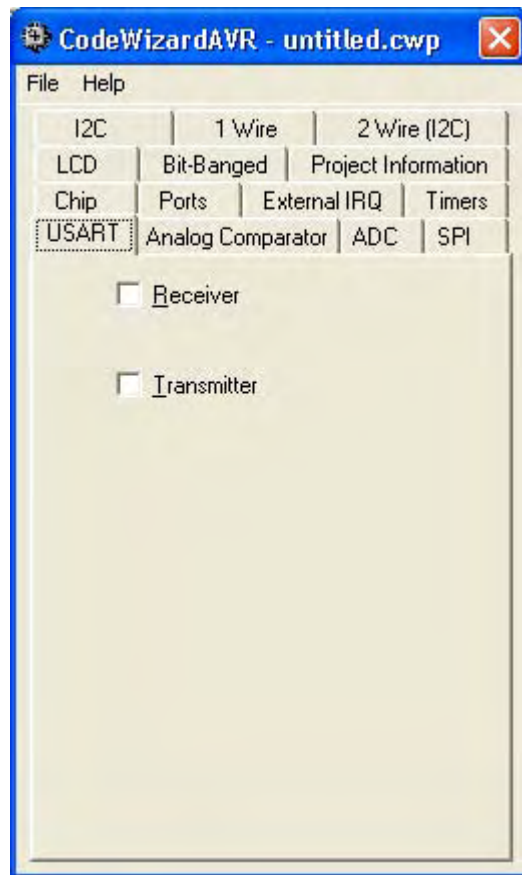 CodeWizardAVR - untitled.cwp
File Help
I2C 1 Wire 2 Wire (I2C)
LCD Bit-Banged Project Information
Chip Ports External IRQ Timers
USART Analog Comparator ADC SPI
Receiver
Transmitter